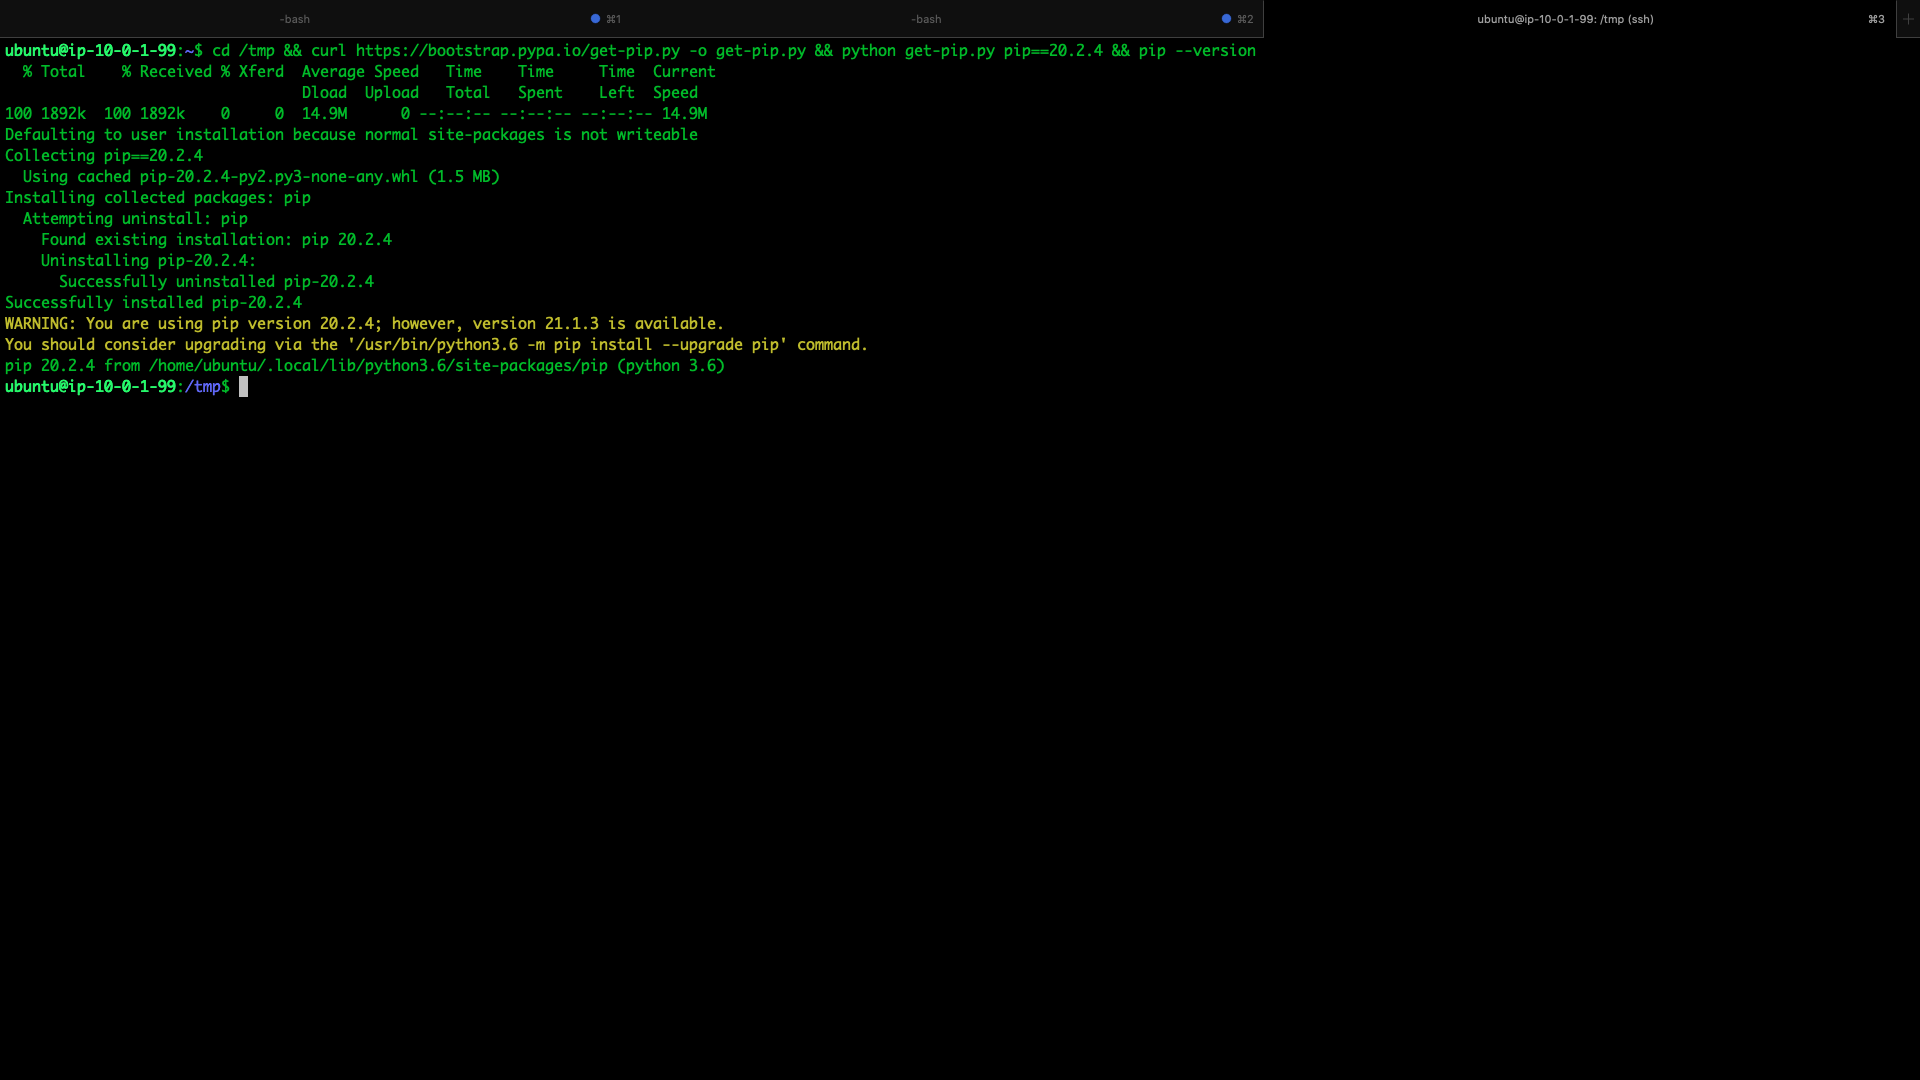 -bash ⌘1 -bash ⌘2 ubuntu@ip-10-0-1-99: /tmp (ssh) ⌘3 +
ubuntu@ip-10-0-1-99:~$ cd /tmp && curl https://bootstrap.pypa.io/get-pip.py -o get-pip.py && python get-pip.py pip==20.2.4 && pip --version
  % Total    % Received % Xferd  Average Speed   Time    Time     Time  Current
                                 Dload  Upload   Total   Spent    Left  Speed
100 1892k  100 1892k    0     0  14.9M      0 --:--:-- --:--:-- --:--:-- 14.9M
Defaulting to user installation because normal site-packages is not writeable
Collecting pip==20.2.4
  Using cached pip-20.2.4-py2.py3-none-any.whl (1.5 MB)
Installing collected packages: pip
  Attempting uninstall: pip
    Found existing installation: pip 20.2.4
    Uninstalling pip-20.2.4:
      Successfully uninstalled pip-20.2.4
Successfully installed pip-20.2.4
WARNING: You are using pip version 20.2.4; however, version 21.1.3 is available.
You should consider upgrading via the '/usr/bin/python3.6 -m pip install --upgrade pip' command.
pip 20.2.4 from /home/ubuntu/.local/lib/python3.6/site-packages/pip (python 3.6)
ubuntu@ip-10-0-1-99:/tmp$